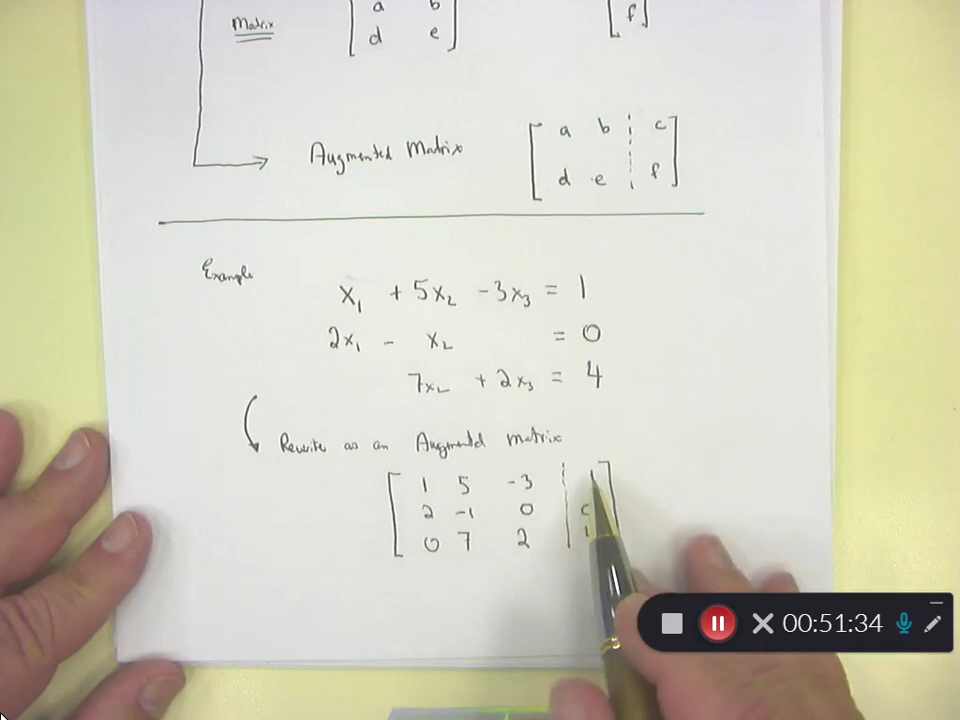 a b
Matrix
f
d e
Augmented Matrix
a b c
d e f
Example
x₁ + 5x₂ - 3x₃ = 1
2x₁ - x₂ = 0
7x₂ + 2x₃ = 4
Rewrite as an Augmented matrix
1 5 -3 1
2 -1 0
0 7 2
00:51:34